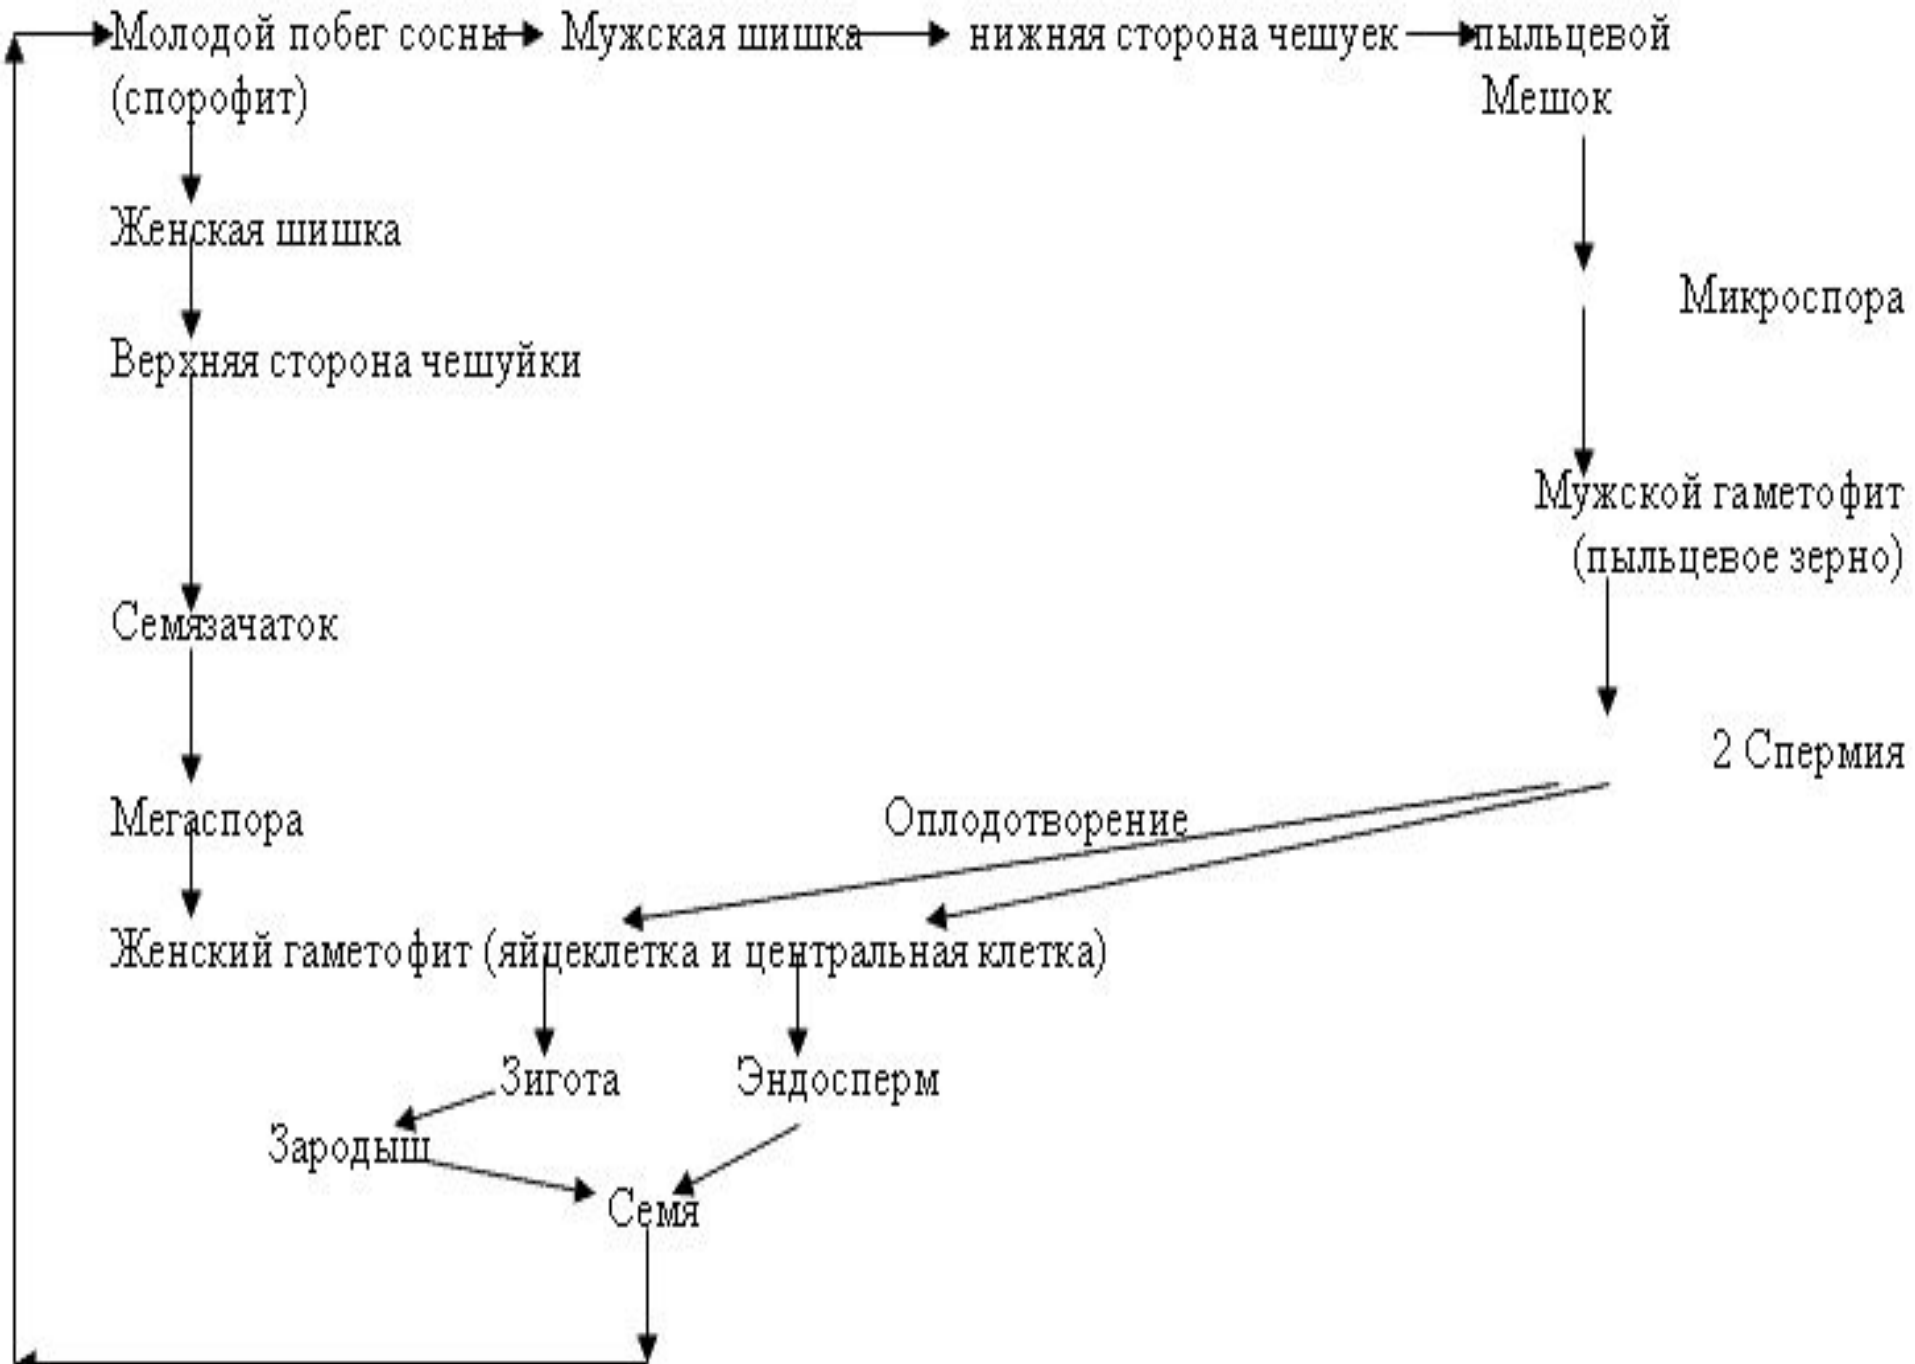 Молодой побег сосны Мужская шишка нижняя сторона чешуек пыльцевой
(спорофит) Мешок
Женская шишка
Микроспора
Верхняя сторона чешуйки
Мужской гаметофит
(пыльцевое зерно)
Семязачаток
2 Спермия
Мегаспора Оплодотворение
Женский гаметофит (яйцеклетка и центральная клетка)
Зигота Эндосперм
Зародыш
Семя